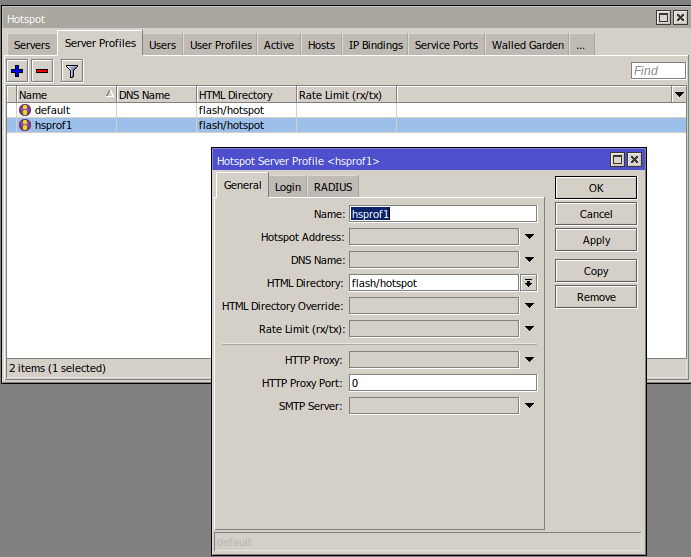 Hotspot
Servers Server Profiles Users User Profiles Active Hosts IP Bindings Service Ports Walled Garden ...
Find
Name DNS Name HTML Directory Rate Limit (rx/tx)
default flash/hotspot
hsprof1 flash/hotspot
Hotspot Server Profile <hsprof1>
General Login RADIUS
OK
Name: hsprof1
Cancel
Hotspot Address:
Apply
DNS Name:
Copy
HTML Directory: flash/hotspot
Remove
HTML Directory Override:
Rate Limit (rx/tx):
HTTP Proxy:
HTTP Proxy Port: 0
SMTP Server:
2 items (1 selected)
default